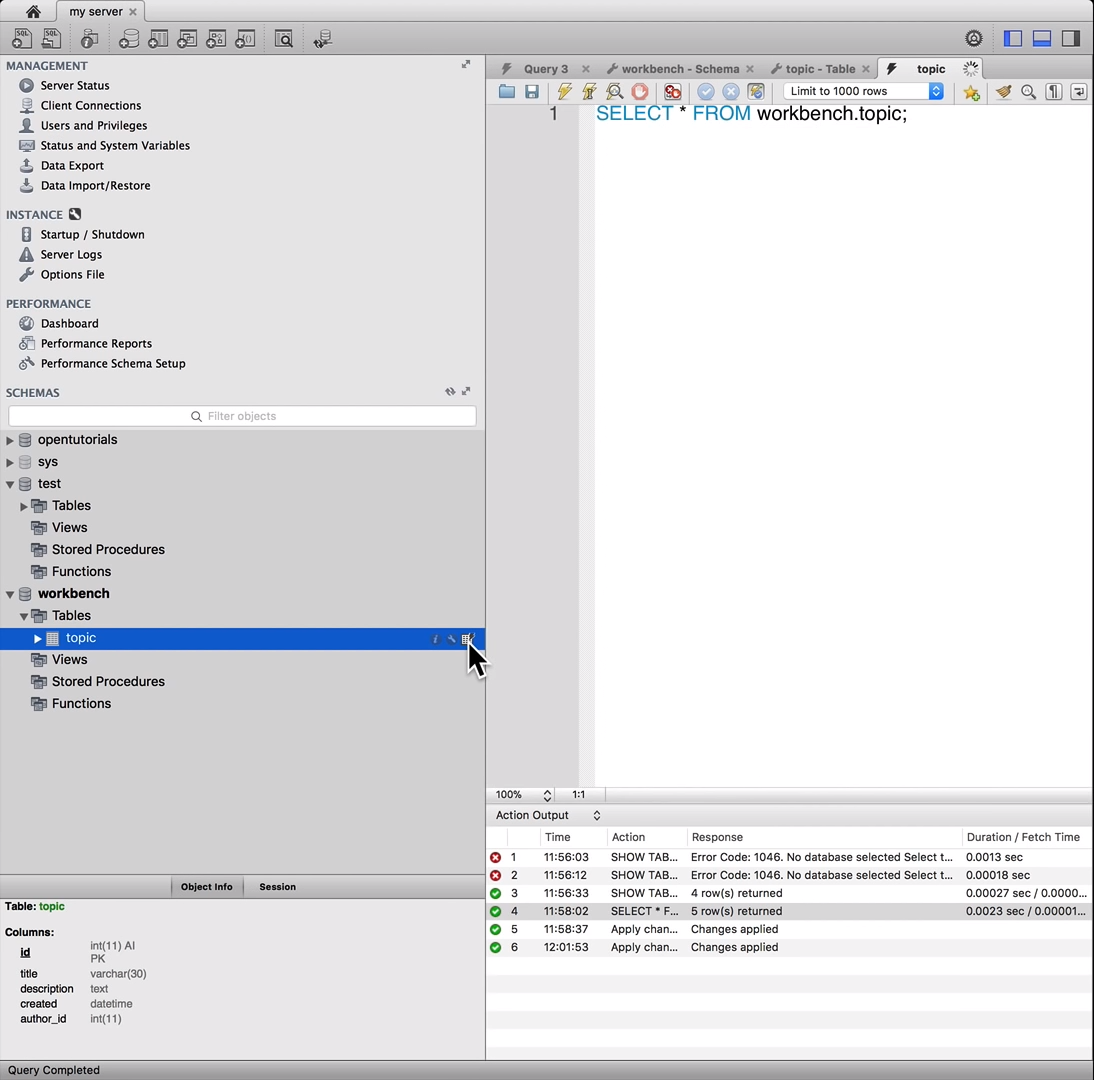 my server
MANAGEMENT
Server Status
Client Connections
Users and Privileges
Status and System Variables
Data Export
Data Import/Restore
INSTANCE
Startup / Shutdown
Server Logs
Options File
PERFORMANCE
Dashboard
Performance Reports
Performance Schema Setup
SCHEMAS
Filter objects
opentutorials
sys
test
Tables
Views
Stored Procedures
Functions
workbench
Tables
topic
Views
Stored Procedures
Functions
Object Info Session
Table: topic
Columns:
id int(11) AI
PK
title varchar(30)
description text
created datetime
author_id int(11)
Query 3 workbench - Schema topic - Table topic
Limit to 1000 rows
1 SELECT * FROM workbench.topic;
100% 1:1
Action Output
Time Action Response Duration / Fetch Time
1 11:56:03 SHOW TAB... Error Code: 1046. No database selected Select t... 0.0013 sec
2 11:56:12 SHOW TAB... Error Code: 1046. No database selected Select t... 0.00018 sec
3 11:56:33 SHOW TAB... 4 row(s) returned 0.00027 sec / 0.0000...
4 11:58:02 SELECT * F... 5 row(s) returned 0.0023 sec / 0.00001...
5 11:58:37 Apply chan... Changes applied
6 12:01:53 Apply chan... Changes applied
Query Completed